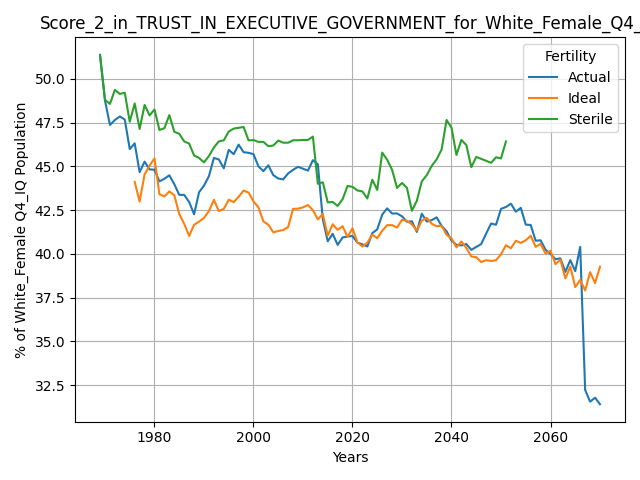 Score_2_in_TRUST_IN_EXECUTIVE_GOVERNMENT_for_White_Female_Q4_
Fertility
Actual
Ideal
Sterile
% of White_Female Q4_IQ Population
50.0
47.5
45.0
42.5
40.0
37.5
35.0
32.5
1980 2000 2020 2040 2060
Years